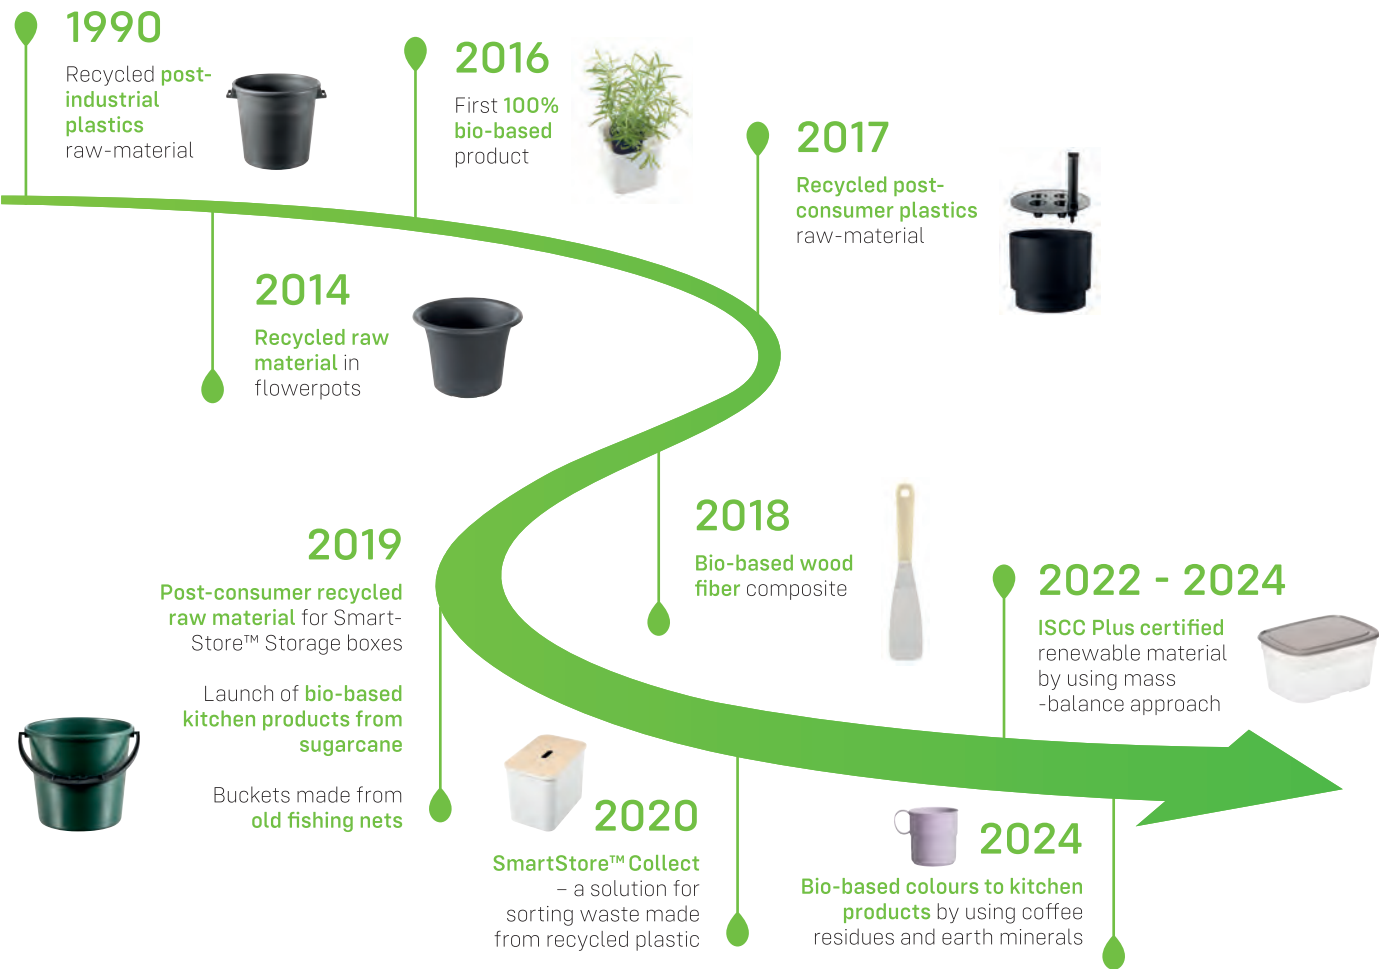 1990
Recycled post-
industrial
plastics
raw-material
2016
First 100%
bio-based
product
2017
Recycled post-
consumer plastics
raw-material
2014
Recycled raw
material in
flowerpots
2018
Bio-based wood
fiber composite
2019
Post-consumer recycled
raw material for Smart-
Store™ Storage boxes
Launch of bio-based
kitchen products from
sugarcane
Buckets made from
old fishing nets
2020
SmartStore™ Collect
– a solution for
sorting waste made
from recycled plastic
2022 - 2024
ISCC Plus certified
renewable material
by using mass
-balance approach
2024
Bio-based colours to kitchen
products by using coffee
residues and earth minerals